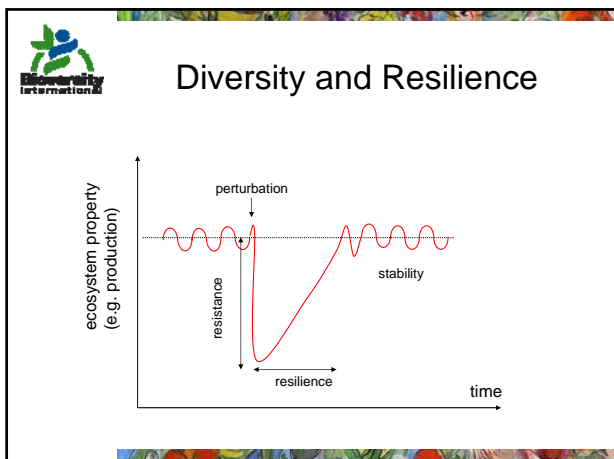 Bioversity
International
Diversity and Resilience
ecosystem property
(e.g. production)
perturbation
resistance
stability
resilience
time